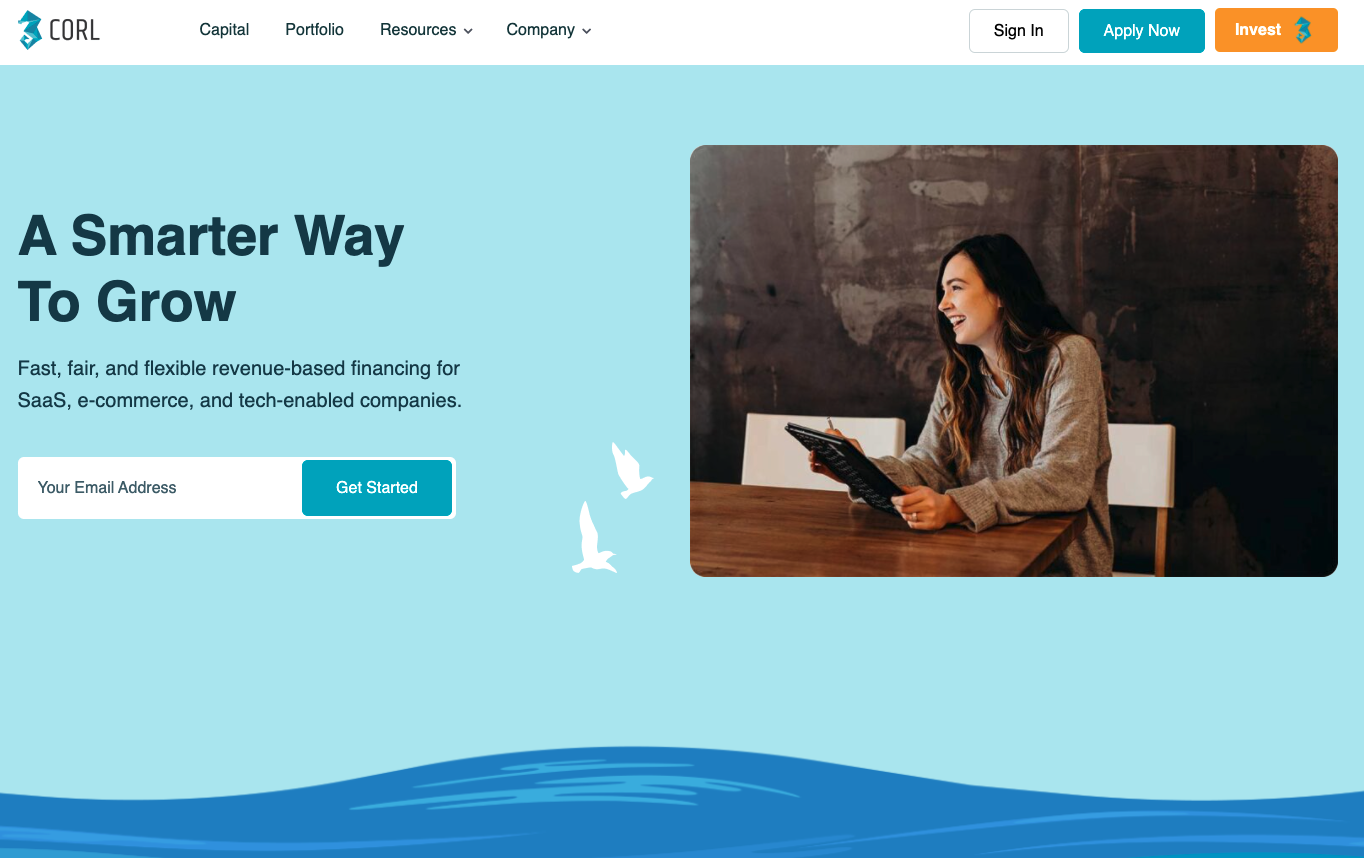 CORL
Capital
Portfolio
Resources
Company
Sign In
Apply Now
Invest
A Smarter Way
To Grow
Fast, fair, and flexible revenue-based financing for
SaaS, e-commerce, and tech-enabled companies.
Your Email Address
Get Started